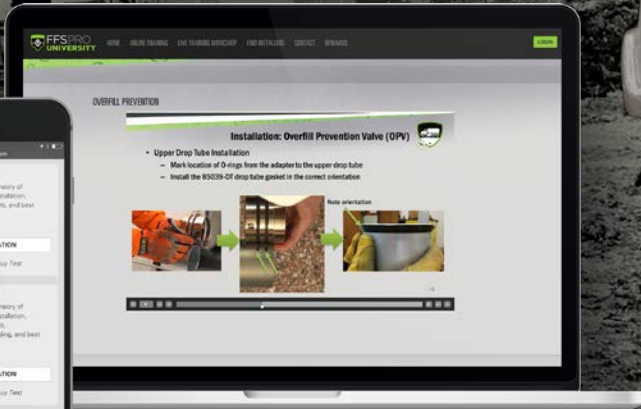 FFSPRO
UNIVERSITY
HOME ONLINE TRAINING LIVE TRAINING WORKSHOP FIND INSTALLERS CONTACT REWARDS
LOGIN
OVERFILL PREVENTION
Installation: Overfill Prevention Valve (OPV)
• Upper Drop Tube Installation
– Mark location of O-rings from the adapter to the upper drop tube
– Install the 85039-DT drop tube gasket in the correct orientation
Note orientation